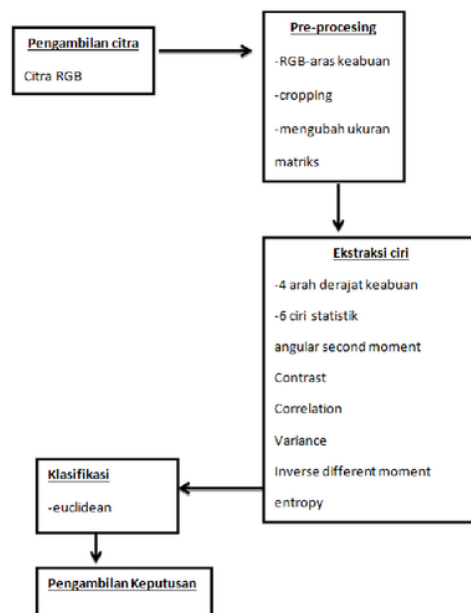 Pengambilan citra
Citra RGB
Pre-procesing
-RGB-aras keabuan
-cropping
-mengubah ukuran
matriks
Ekstraksi ciri
-4 arah derajat keabuan
-6 ciri statistik
angular second moment
Contrast
Correlation
Variance
Inverse different moment
entropy
Klasifikasi
-euclidean
Pengambilan Keputusan